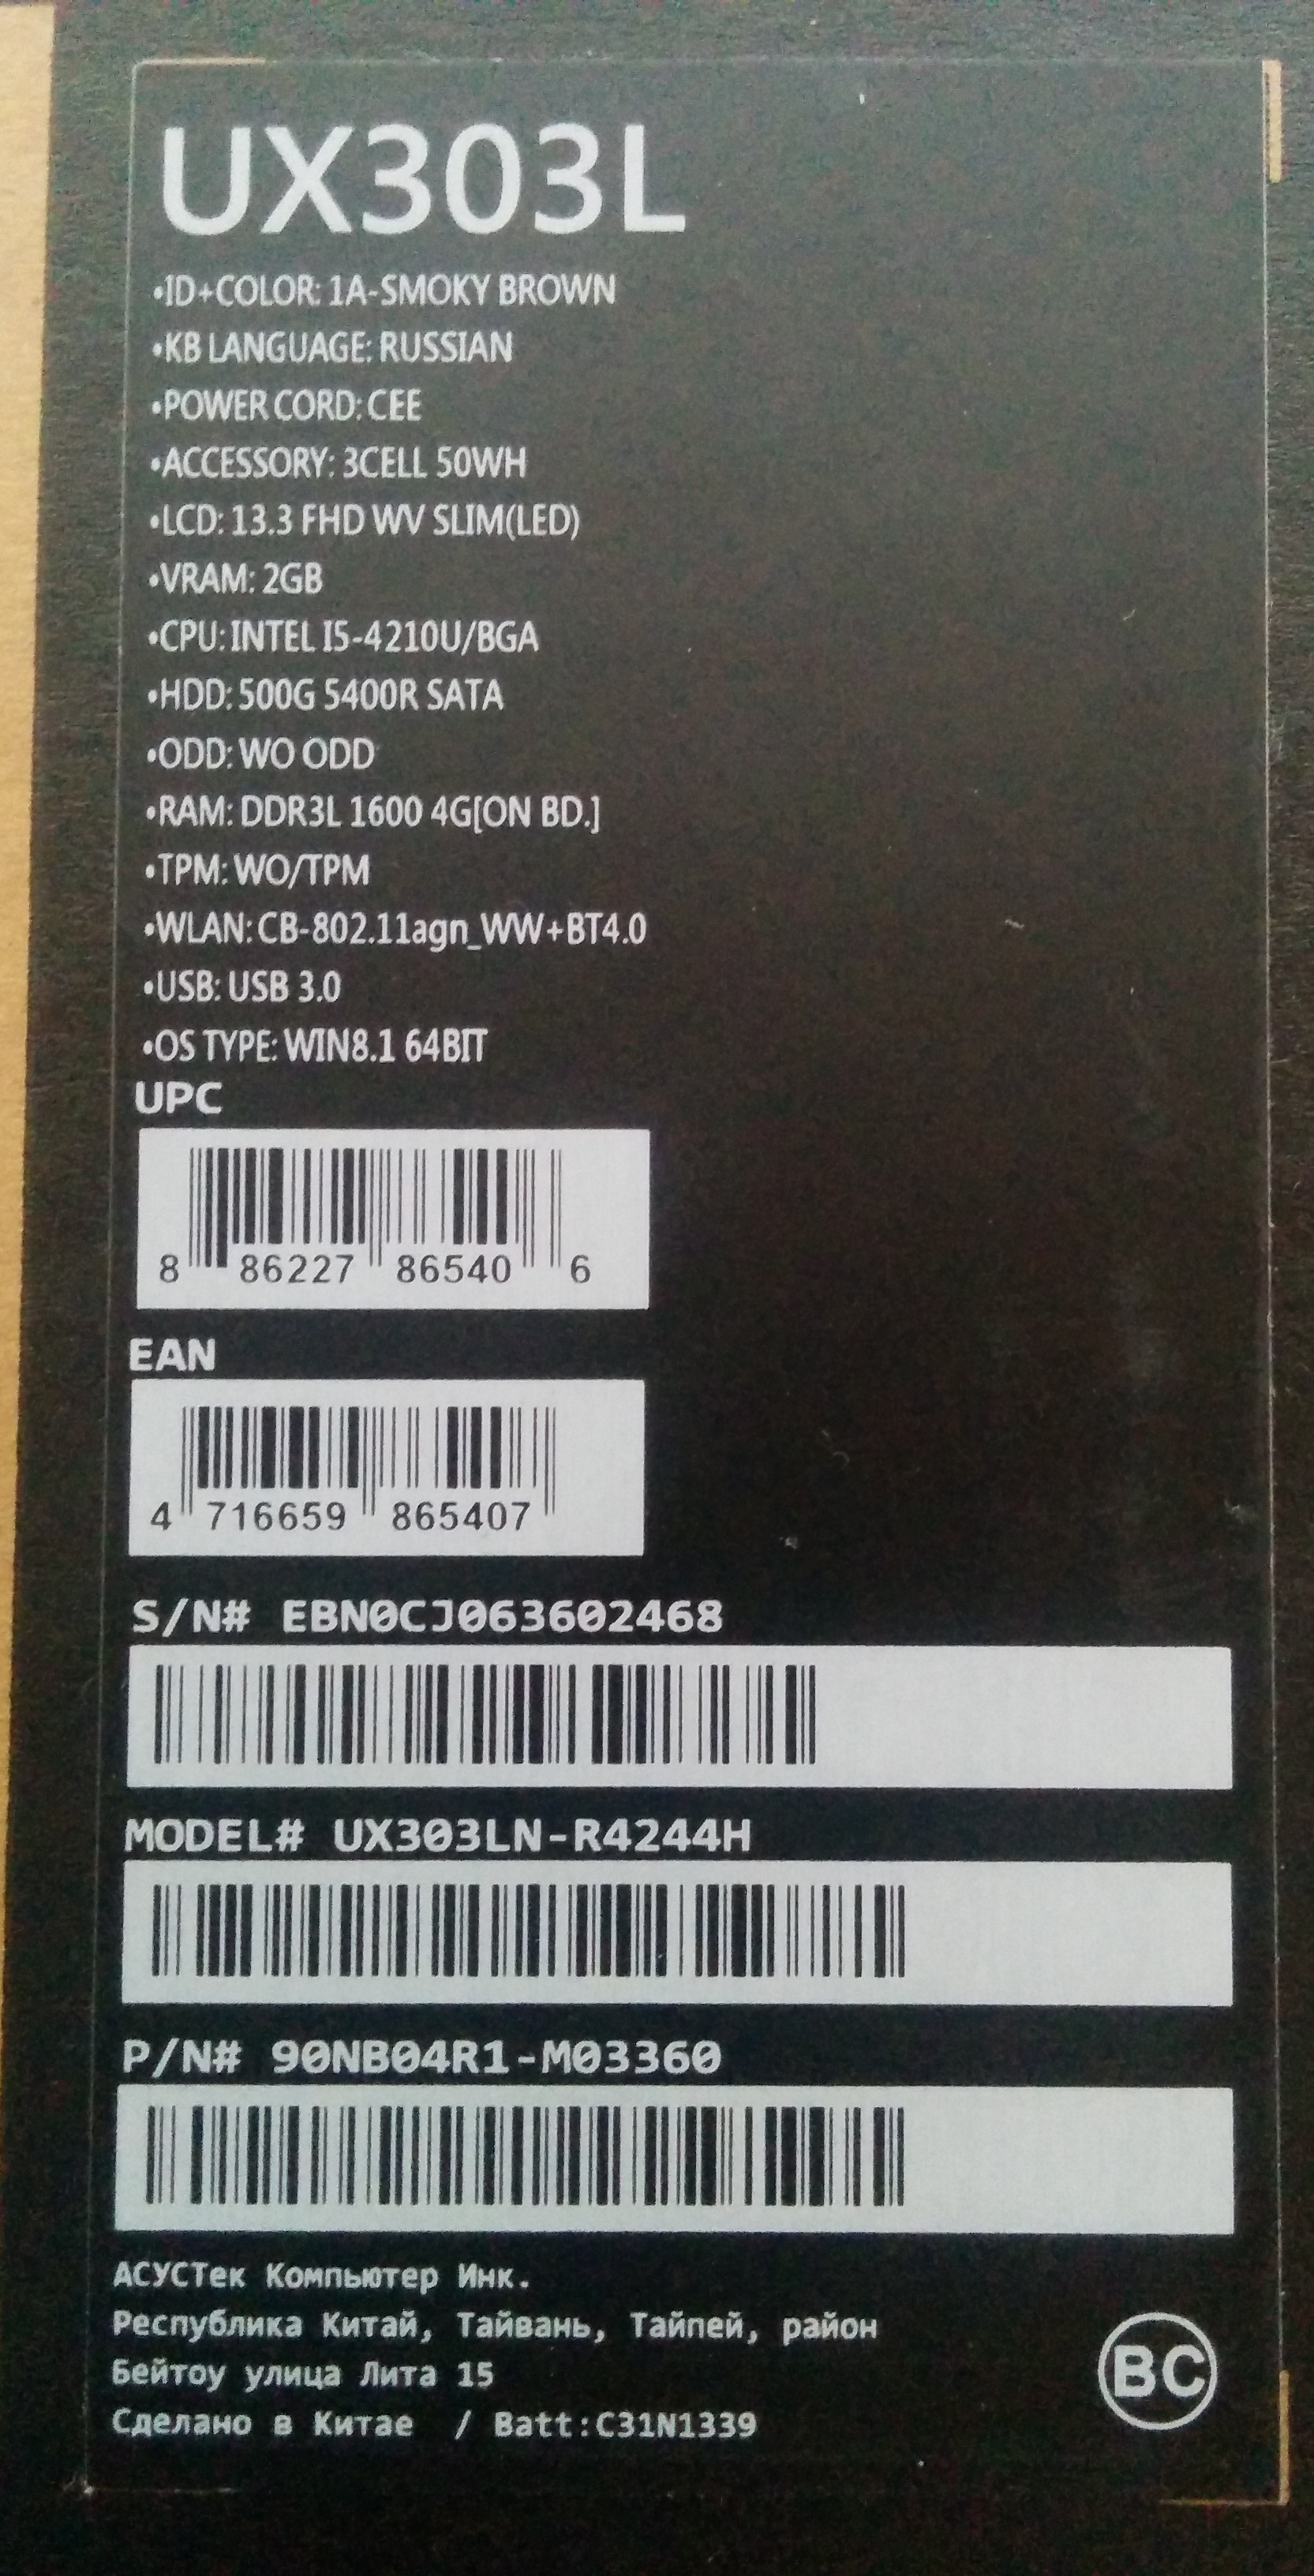 UX303L
•ID+COLOR: 1A-SMOKY BROWN
•KB LANGUAGE: RUSSIAN
•POWER CORD: CEE
•ACCESSORY: 3CELL 50WH
•LCD: 13.3 FHD WV SLIM(LED)
•VRAM: 2GB
•CPU: INTEL I5-4210U/BGA
•HDD: 500G 5400R SATA
•ODD: WO ODD
•RAM: DDR3L 1600 4G[ON BD.]
•TPM: WO/TPM
•WLAN: CB-802.11agn_WW+BT4.0
•USB: USB 3.0
•OS TYPE: WIN8.1 64BIT
UPC
8 86227 86540 6
EAN
4 716659 865407
S/N# EBN0CJ063602468
MODEL# UX303LN-R4244H
P/N# 90NB04R1-M03360
АСУСТек Компьютер Инк.
Республика Китай, Тайвань, Тайпей, район
Бейтоу улица Лита 15
Сделано в Китае / Batt:C31N1339
BC